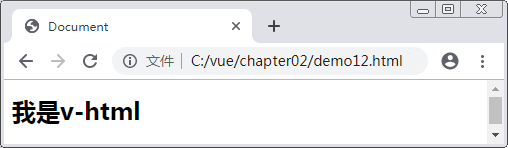 Document
文件 C:/vue/chapter02/demo12.html
我是v-html